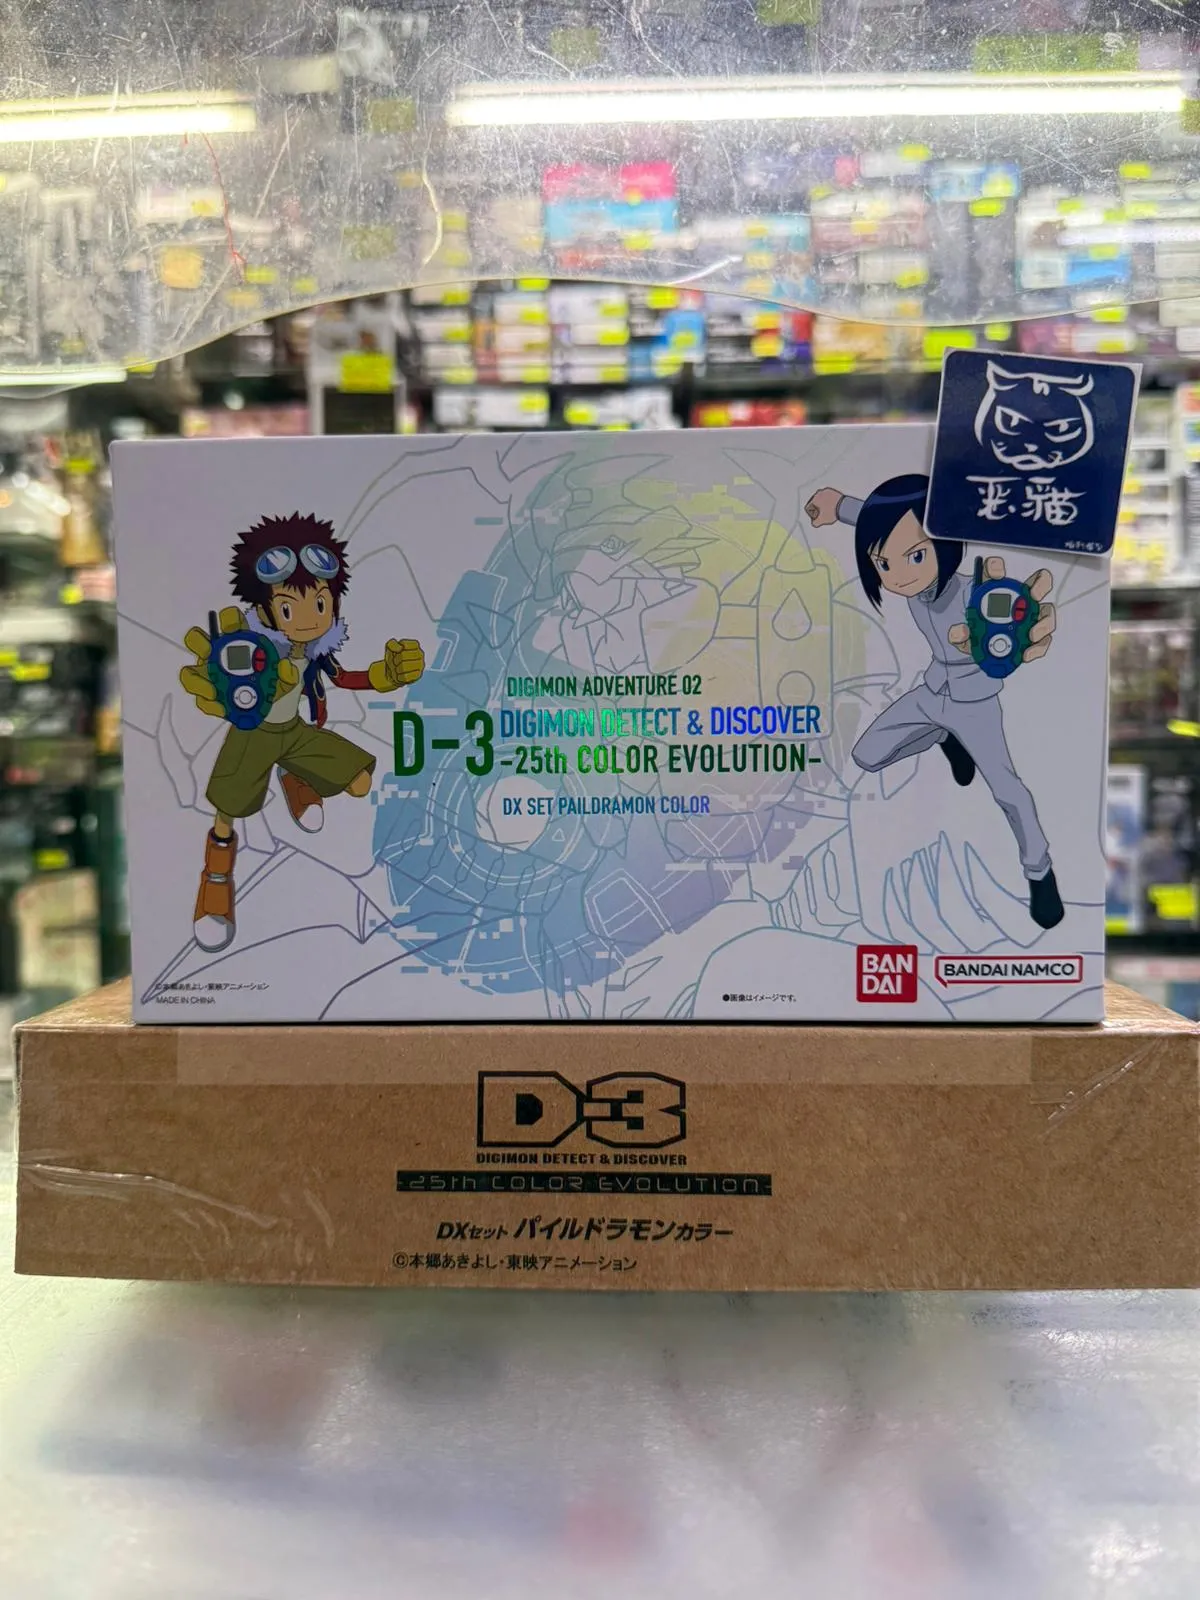 悪猫
DIGIMON ADVENTURE 02
D-3 DIGIMON DETECT & DISCOVER
-25th COLOR EVOLUTION-
DX SET PAILDRAMON COLOR
©本郷あきよし・東映アニメーション
MADE IN CHINA
●画像はイメージです。
BAN
DAI
BANDAI NAMCO
D-3
DIGIMON DETECT & DISCOVER
-25th COLOR EVOLUTION-
DXセット パイルドラモンカラー
©本郷あきよし・東映アニメーション